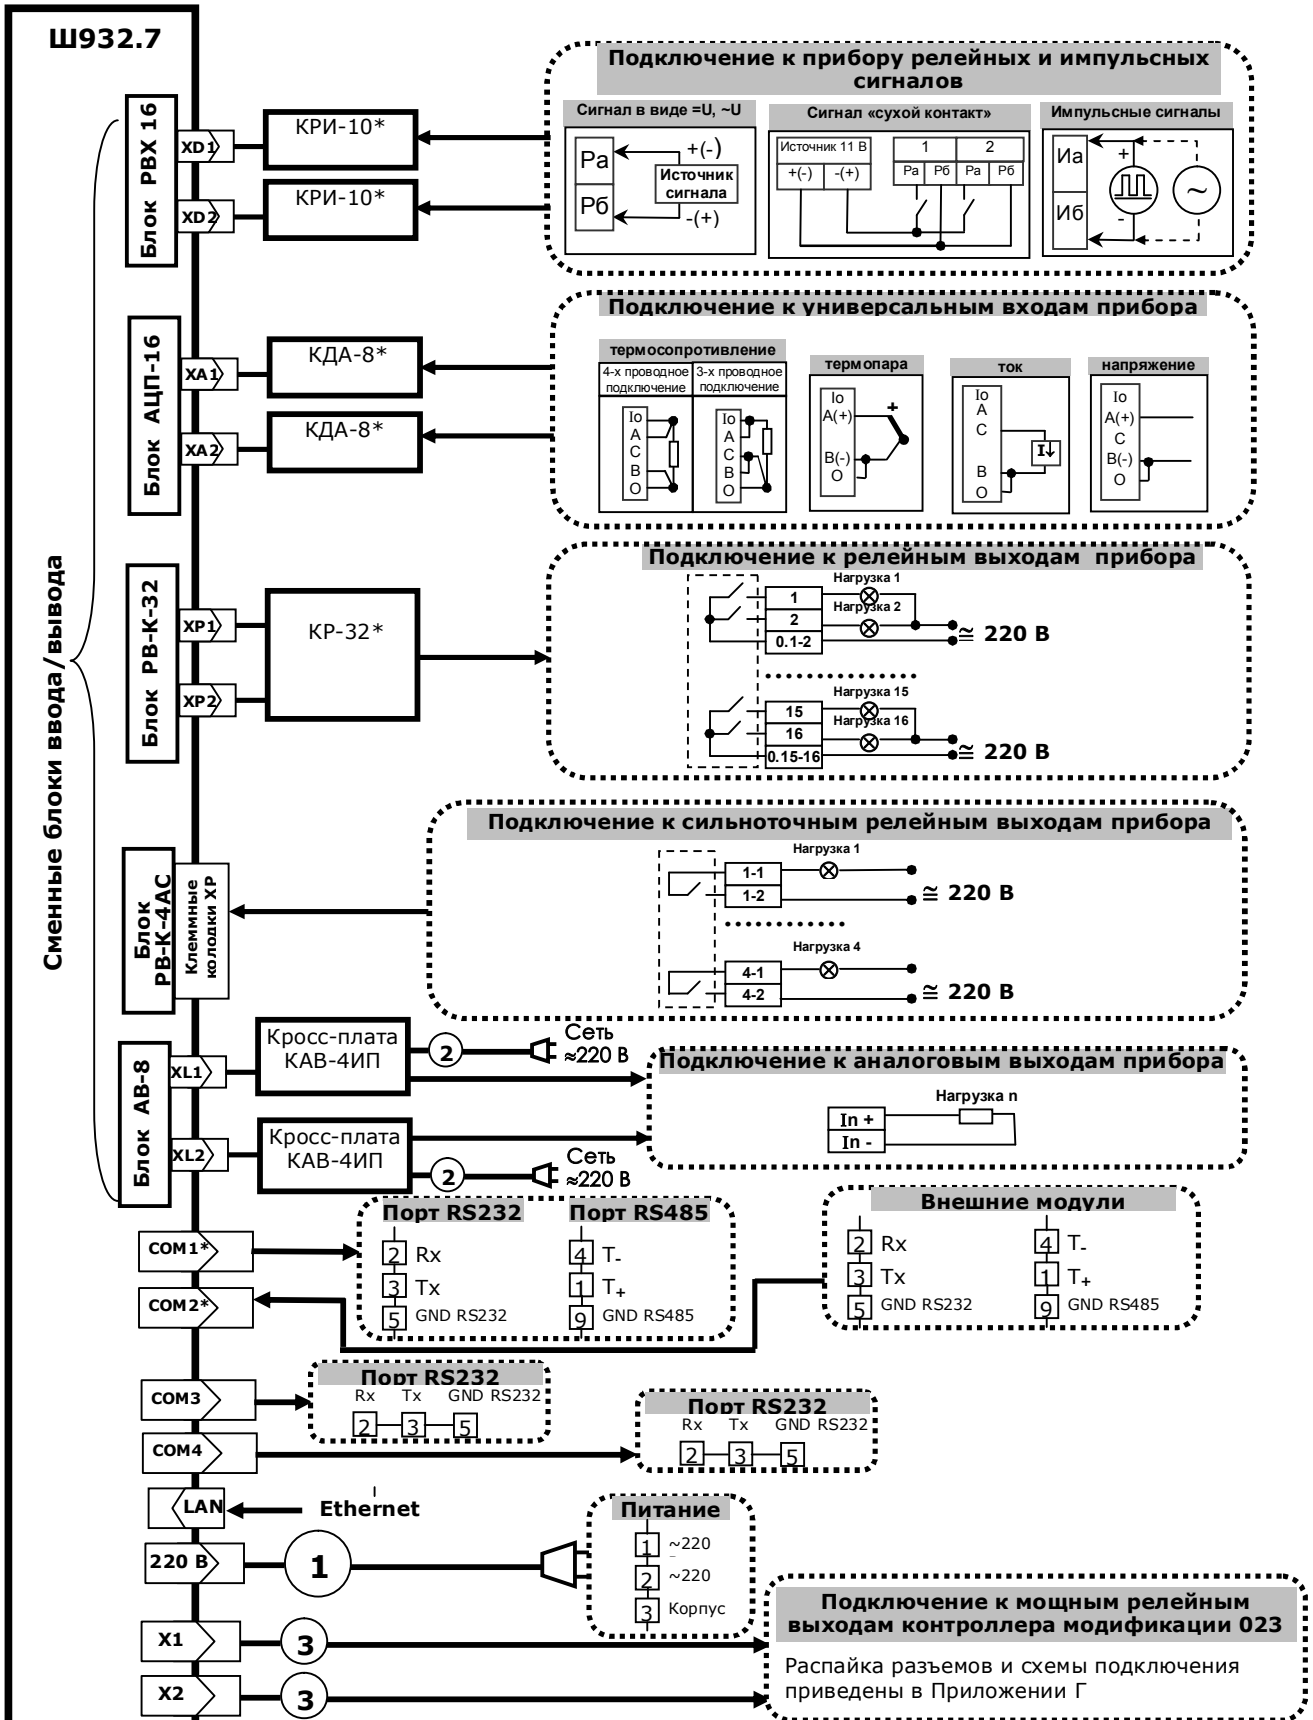 Ш932.7
Подключение к прибору релейных и импульсных
сигналов
Сигнал в виде =U, ~U
Сигнал «сухой контакт»
Импульсные сигналы
Блок РВХ 16
XD1
КРИ-10*
XD2
КРИ-10*
Ра
Рб
+(-)
Источник
сигнала
-(+)
Источник 11 В
+(-)
-(+)
1
2
Ра
Рб
Ра
Рб
Иа
Иб
+
-
~
Подключение к универсальным входам прибора
Блок АЦП-16
XA1
КДА-8*
XA2
КДА-8*
термосопротивление
4-х проводное
подключение
3-х проводное
подключение
Io
A
C
B
O
Io
A
C
B
O
термопара
Io
A(+)
B(-)
O
+
ток
Io
A
C
B
O
I↓
напряжение
Io
A(+)
C
B(-)
O
Сменные блоки ввода/вывода
Подключение к релейным выходам прибора
Блок РВ-К-32
XP1
XP2
КР-32*
1
2
0.1-2
Нагрузка 1
Нагрузка 2
≅ 220 В
15
16
0.15-16
Нагрузка 15
Нагрузка 16
≅ 220 В
Подключение к сильноточным релейным выходам прибора
Блок
РВ-К-4АС
Клеммные
колодки ХР
1-1
1-2
Нагрузка 1
≅ 220 В
4-1
4-2
Нагрузка 4
≅ 220 В
Блок АВ-8
XL1
Кросс-плата
КАВ-4ИП
2
Сеть
≈220 В
XL2
Кросс-плата
КАВ-4ИП
2
Сеть
≈220 В
Подключение к аналоговым выходам прибора
In +
In -
Нагрузка n
COM1*
COM2*
Порт RS232
2 Rx
3 Tx
5 GND RS232
Порт RS485
4 T-
1 T+
9 GND RS485
Внешние модули
2 Rx
3 Tx
5 GND RS232
4 T-
1 T+
9 GND RS485
COM3
Порт RS232
Rx Tx GND RS232
2 3 5
COM4
Порт RS232
Rx Tx GND RS232
2 3 5
LAN
Ethernet
220 В
1
Питание
1 ~220
2 ~220
3 Корпус
X1
3
X2
3
Подключение к мощным релейным
выходам контроллера модификации 023
Распайка разъемов и схемы подключения
приведены в Приложении Г